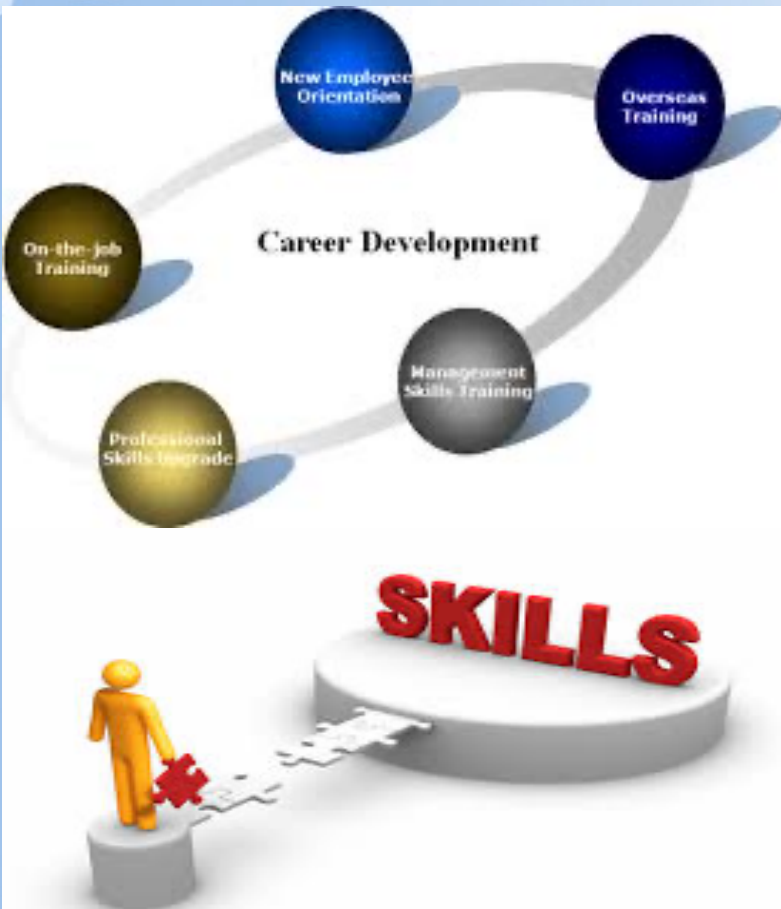 New Employee
Orientation
Overseas
Training
On-the-job
Training
Career Development
Management
Skills Training
Professional
Skills Upgrade
SKILLS